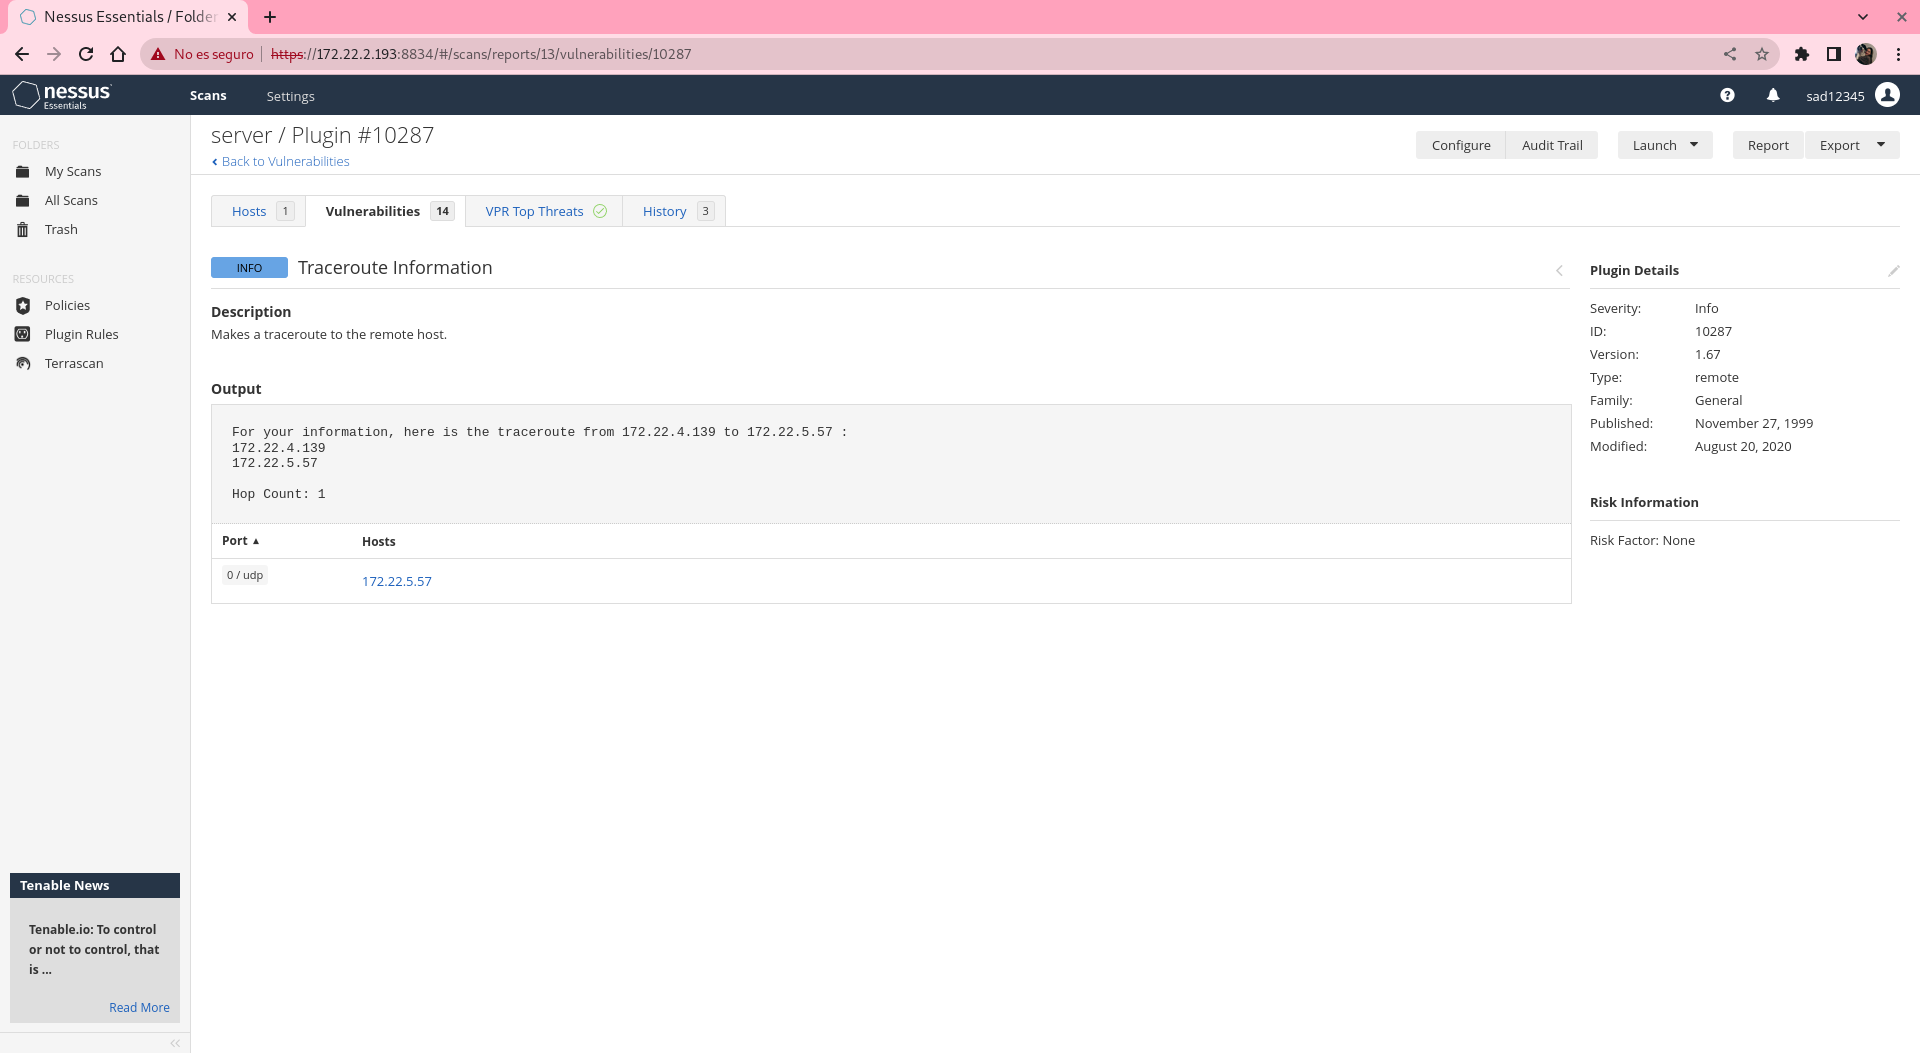 Nessus Essentials / Folder
No es seguro
https://172.22.2.193:8834/#/scans/reports/13/vulnerabilities/10287
nessus
Essentials
Scans
Settings
sad12345
FOLDERS
My Scans
All Scans
Trash
RESOURCES
Policies
Plugin Rules
Terrascan
Tenable News
Tenable.io: To control
or not to control, that
is ...
Read More
server / Plugin #10287
Back to Vulnerabilities
Configure
Audit Trail
Launch
Report
Export
Hosts 1
Vulnerabilities 14
VPR Top Threats
History 3
INFO
Traceroute Information
Description
Makes a traceroute to the remote host.
Output
For your information, here is the traceroute from 172.22.4.139 to 172.22.5.57 :
172.22.4.139
172.22.5.57
Hop Count: 1
Port ▲ Hosts
0 / udp 172.22.5.57
Plugin Details
Severity: Info
ID: 10287
Version: 1.67
Type: remote
Family: General
Published: November 27, 1999
Modified: August 20, 2020
Risk Information
Risk Factor: None